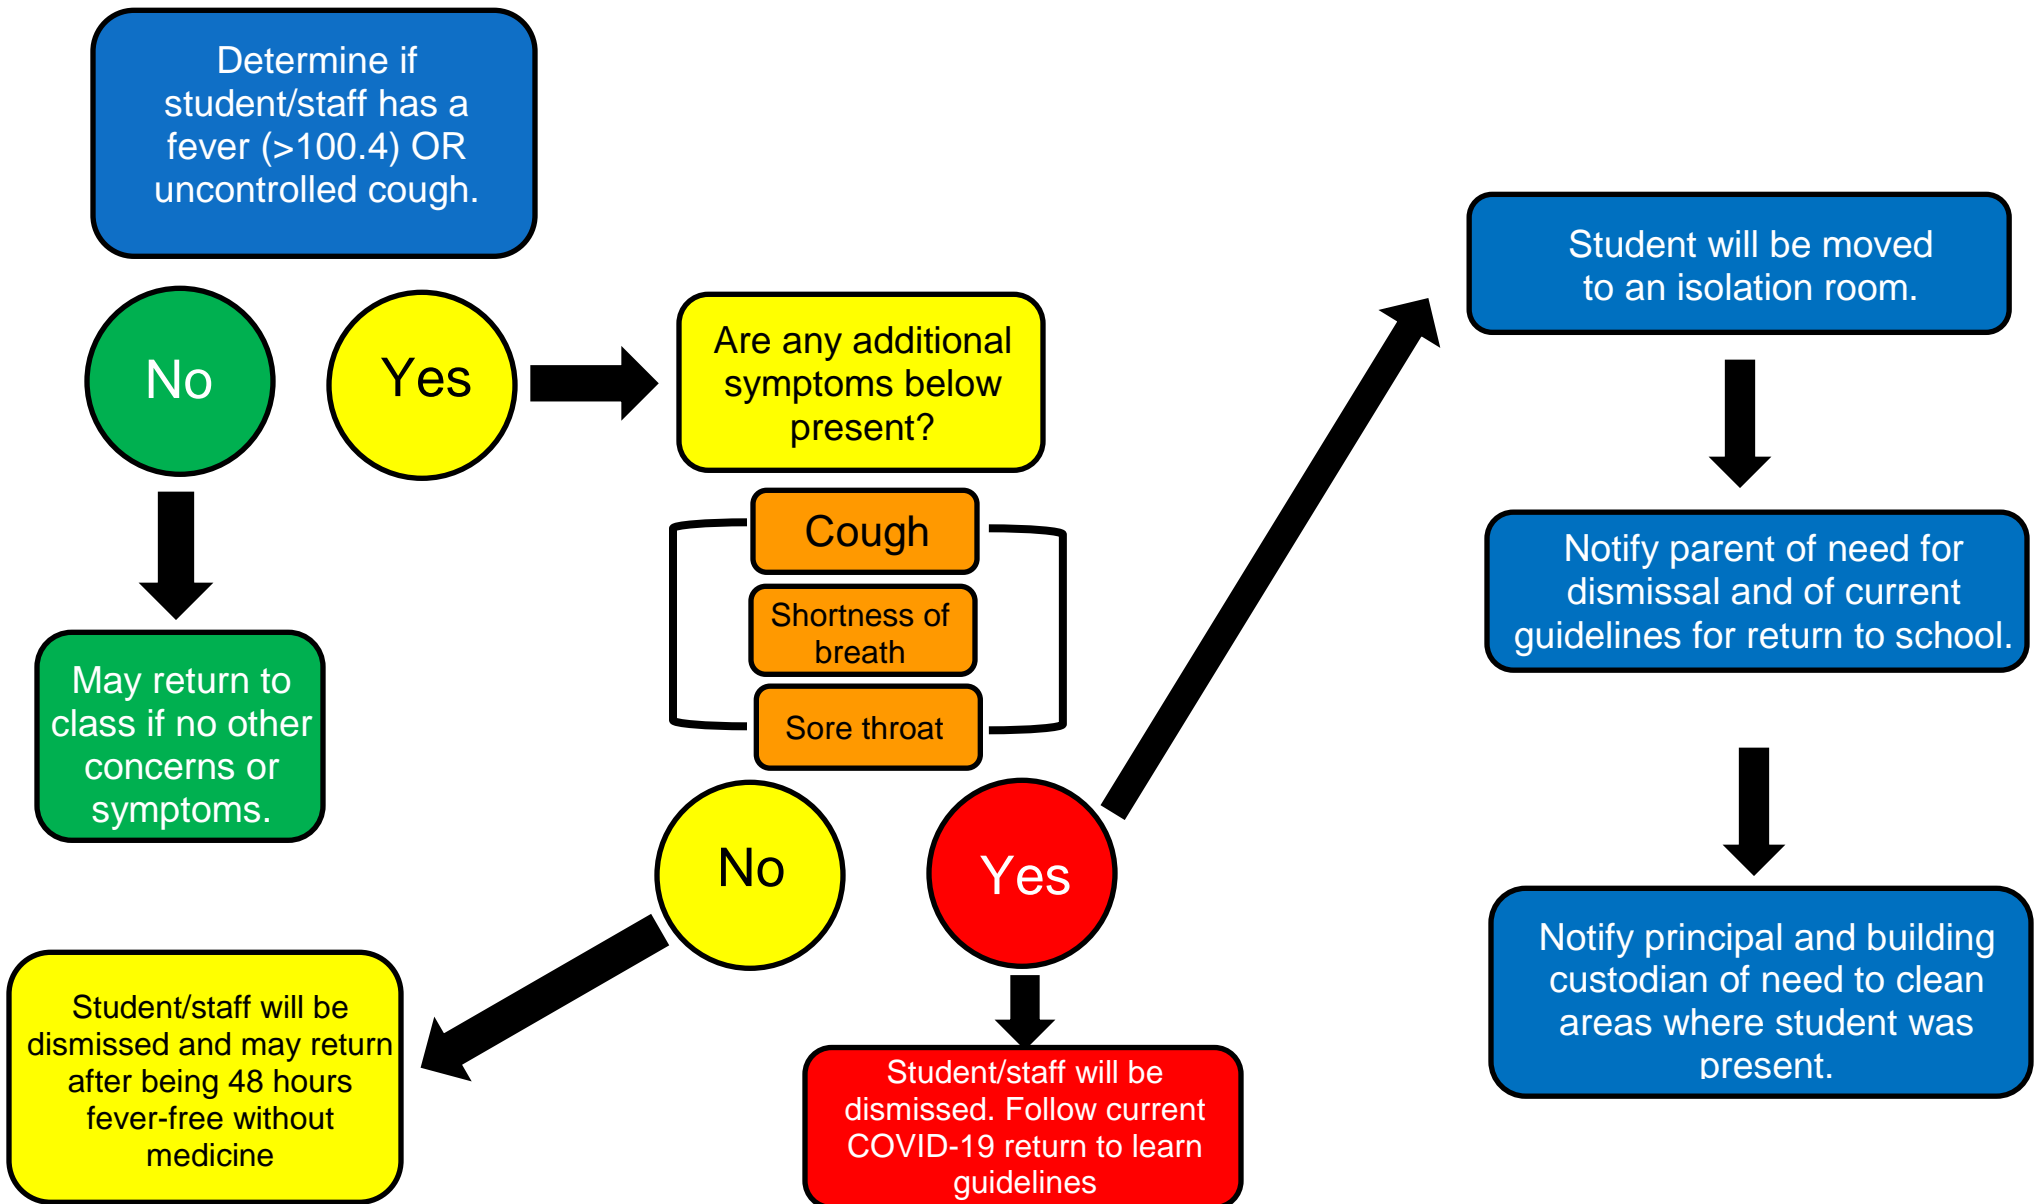 Determine if
student/staff has a
fever (>100.4) OR
uncontrolled cough.
No
Yes
May return to
class if no other
concerns or
symptoms.
Are any additional
symptoms below
present?
Cough
Shortness of
breath
Sore throat
No
Yes
Student/staff will be
dismissed and may return
after being 48 hours
fever-free without
medicine
Student/staff will be
dismissed. Follow current
COVID-19 return to learn
guidelines
Student will be moved
to an isolation room.
Notify parent of need for
dismissal and of current
guidelines for return to school.
Notify principal and building
custodian of need to clean
areas where student was
present.